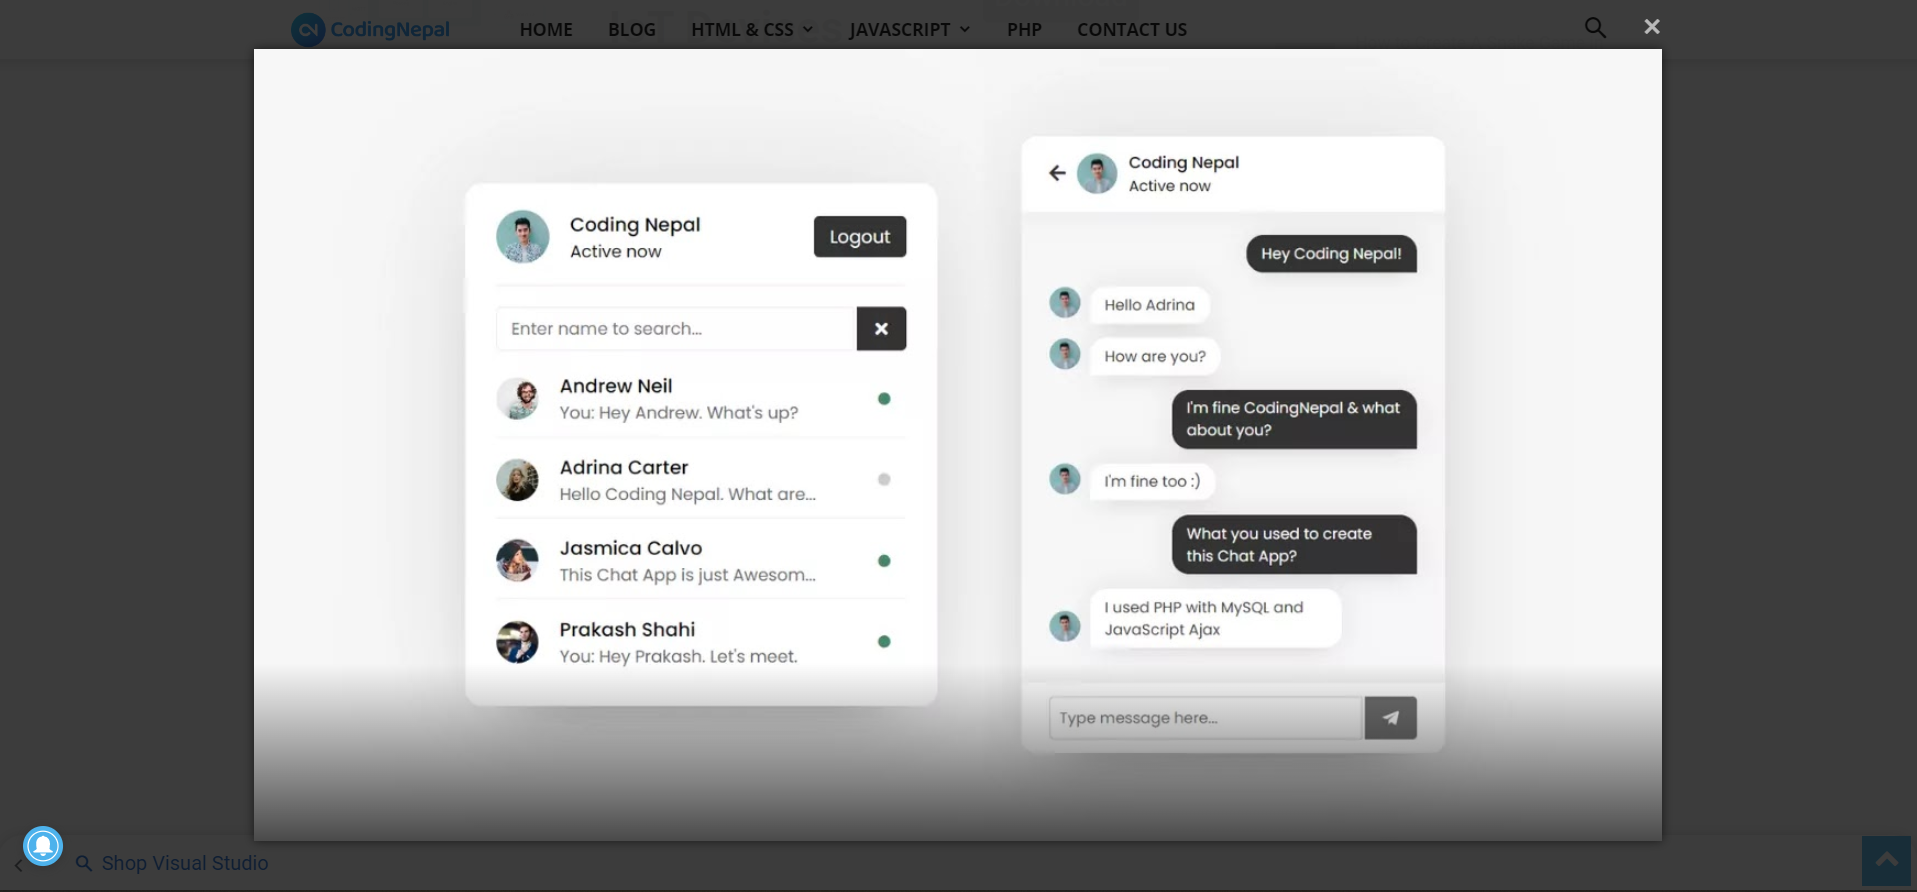 CodingNepal
HOME
BLOG
HTML & CSS
JAVASCRIPT
PHP
CONTACT US
Coding Nepal
Active now
Logout
Enter name to search...
Andrew Neil
You: Hey Andrew. What's up?
Adrina Carter
Hello Coding Nepal. What are...
Jasmica Calvo
This Chat App is just Awesom...
Prakash Shahi
You: Hey Prakash. Let's meet.
Coding Nepal
Active now
Hey Coding Nepal!
Hello Adrina
How are you?
I'm fine CodingNepal & what
about you?
I'm fine too :)
What you used to create
this Chat App?
I used PHP with MySQL and
JavaScript Ajax
Type message here...
Shop Visual Studio